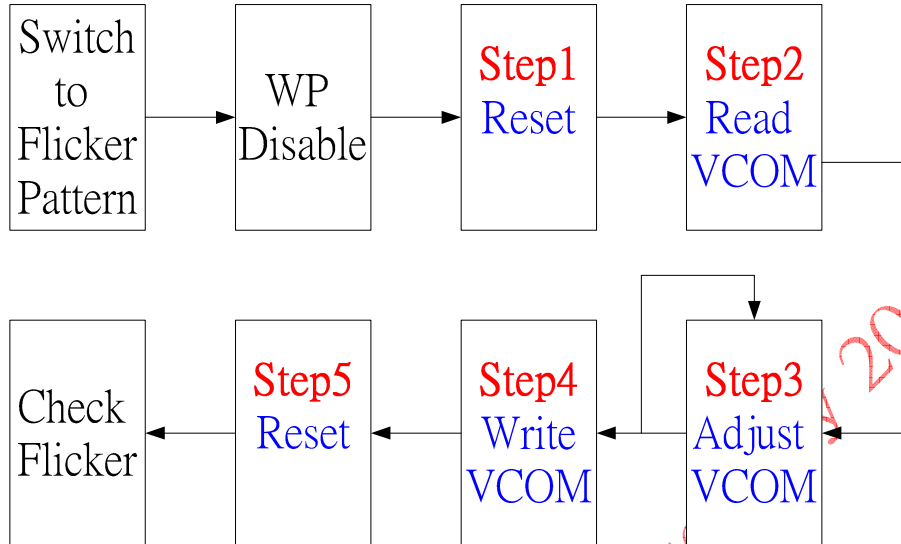 Switch
to
Flicker
Pattern
WP
Disable
Step1
Reset
Step2
Read
VCOM
Step3
Adjust
VCOM
Step4
Write
VCOM
Step5
Reset
Check
Flicker
y 20